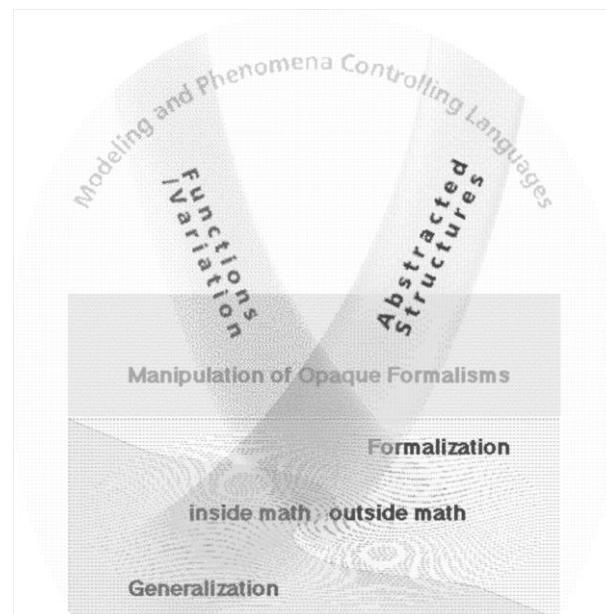 Modeling and Phenomena Controlling Languages
Functions
/Variation
Abstracted
Structures
Manipulation of Opaque Formalisms
Formalization
inside math outside math
Generalization